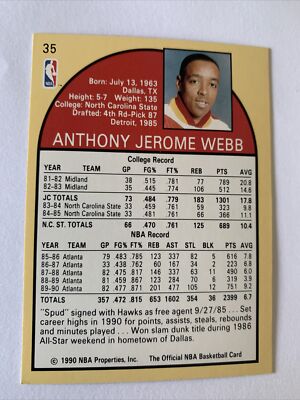 35
NBA
Born: July 13, 1963
Dallas, TX
Height: 5-7 Weight: 135
College: North Carolina State
Drafted: 4th Rd-Pick 87
Detroit, 1985
ANTHONY JEROME WEBB
College Record
YEAR TEAM GP FG% FT% REB PTS AVG
81-82 Midland 38 .515 .781 77 789 20.8
82-83 Midland 35 .445 .775 106 512 14.6
JC TOTALS 73 .484 .779 183 1301 17.8
83-84 North Carolina State 33 .459 .761 59 323 9.8
84-85 North Carolina State 33 .481 .761 66 366 11.1
N.C. ST. TOTALS 66 .470 .761 125 689 10.4
NBA Record
YEAR TEAM GP FG% FT% REB AST STL BLK PTS AVG
85-86 Atlanta 79 .483 .785 123 337 82 5 616 7.8
86-87 Atlanta 33 .438 .762 60 167 34 2 223 6.8
87-88 Atlanta 82 .475 .817 146 337 63 11 490 6.0
88-89 Atlanta 81 .459 .867 123 284 70 6 319 3.9
89-90 Atlanta 82 .477 .871 201 477 105 12 751 9.2
TOTALS 357 .472 .815 653 1602 354 36 2399 6.7
"Spud" signed with Hawks as free agent 9/27/85 . . . Set
career highs in 1990 for points, assists, steals, rebounds
and minutes played . . . Won slam dunk title during 1986
All-Star weekend in hometown of Dallas.
© 1990 NBA Properties, Inc. The Official NBA Basketball Card